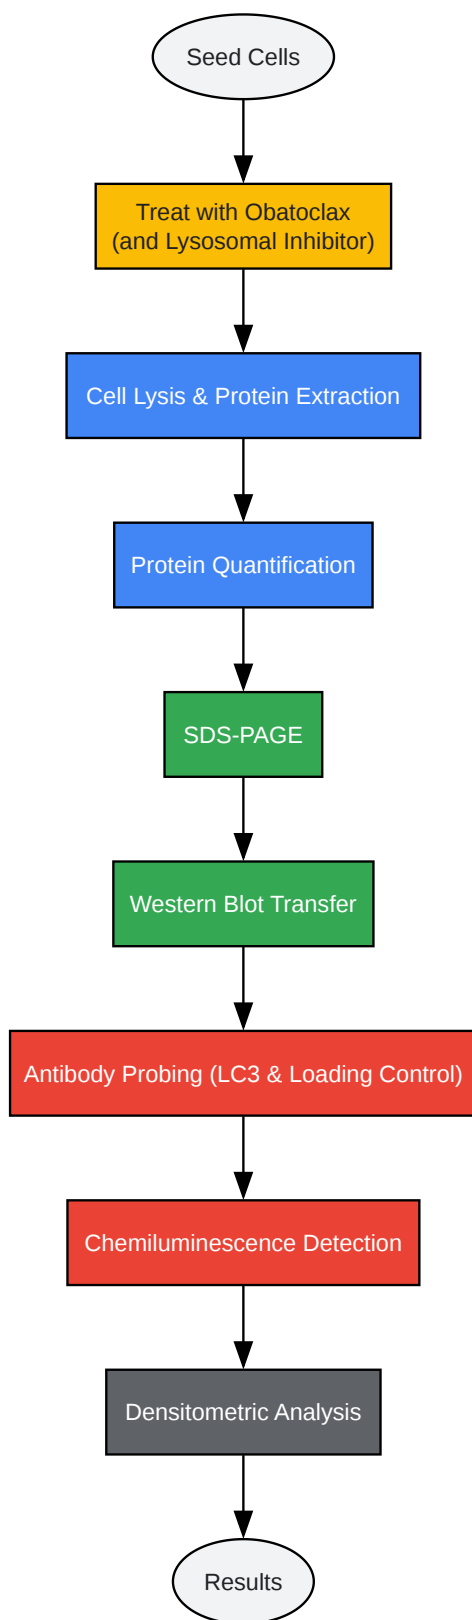 Seed Cells
Treat with Obatoclax
(and Lysosomal Inhibitor)
Cell Lysis & Protein Extraction
Protein Quantification
SDS-PAGE
Western Blot Transfer
Antibody Probing (LC3 & Loading Control)
Chemiluminescence Detection
Densitometric Analysis
Results